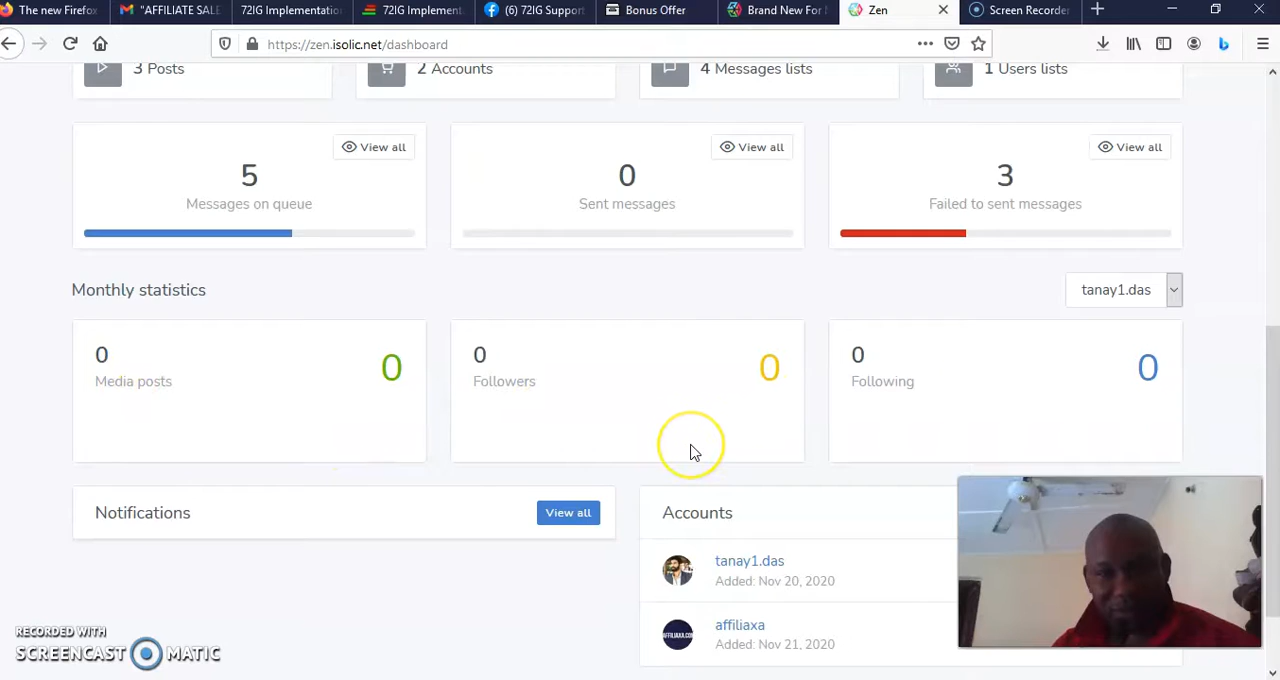 The new Firefox
"AFFILIATE SALE
72IG Implementation
72IG Implement
(6) 72IG Support
Bonus Offer
Brand New For
Zen
Screen Recorder
https://zen.isolic.net/dashboard
3 Posts
2 Accounts
4 Messages lists
1 Users lists
View all
5
Messages on queue
View all
0
Sent messages
View all
3
Failed to sent messages
Monthly statistics
tanay1.das
0
0
Media posts
0
0
Followers
0
0
Following
Notifications
View all
Accounts
tanay1.das
Added: Nov 20, 2020
AFFILIAXA.COM
affiliaxa
Added: Nov 21, 2020
RECORDED WITH
SCREENCAST MATIC